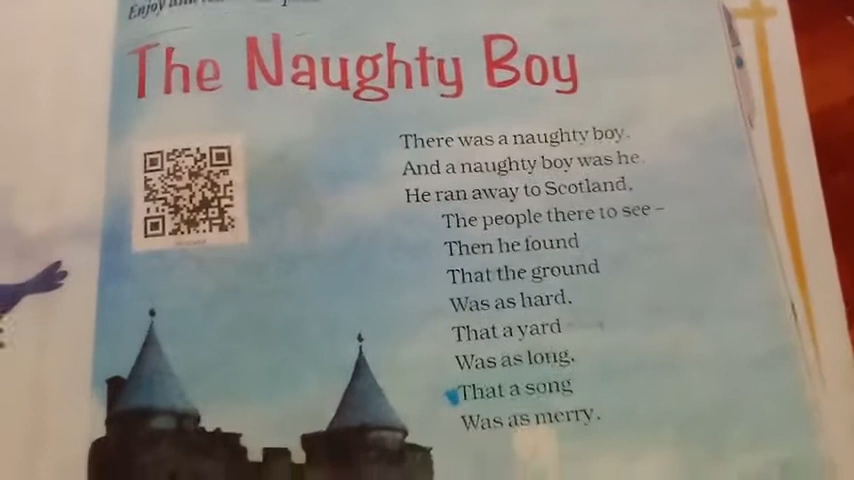 Enjoy
The Naughty Boy
There was a naughty boy.
And a naughty boy was he.
He ran away to Scotland,
The people there to see –
Then he found
That the ground
Was as hard,
That a yard
Was as long,
That a song
Was as merry.